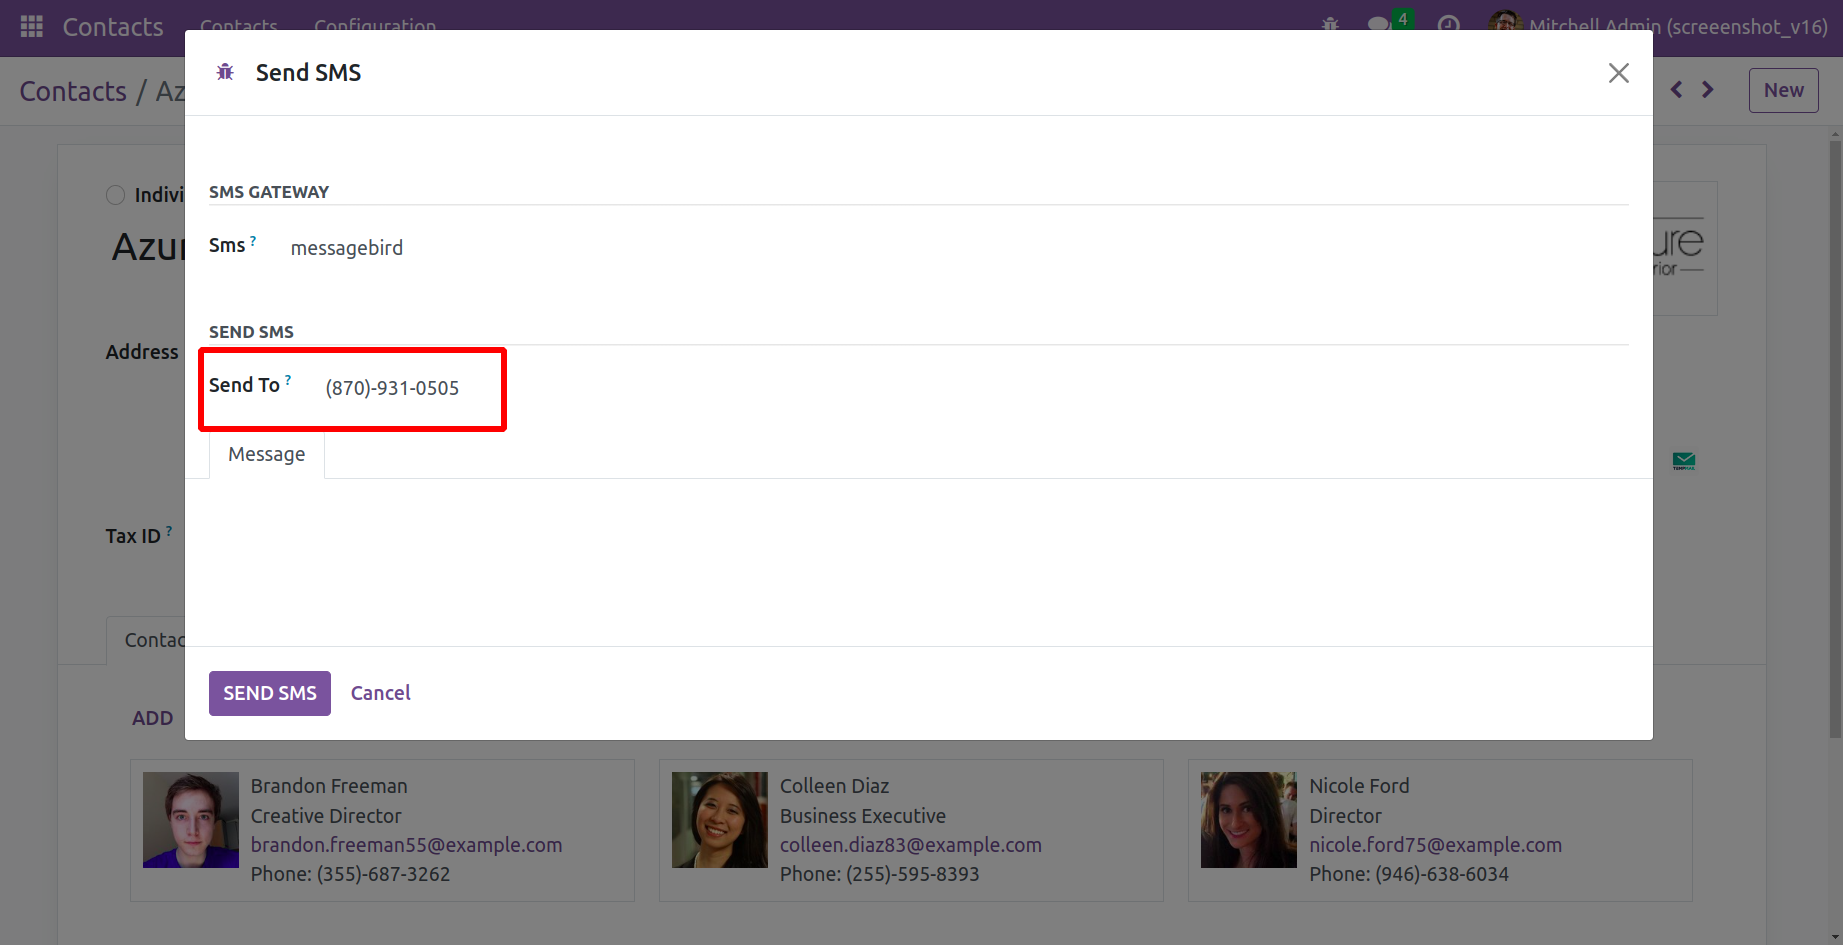 Contacts Contacts Configuration 4 Mitchell Admin (screeenshot_v16)
Send SMS
Contacts / Az New
SMS GATEWAY
Indivi
Sms ? messagebird
Azur
ure
rior
SEND SMS
Address
Send To ? (870)-931-0505
Message
Tax ID ?
Contac
SEND SMS Cancel
ADD
Brandon Freeman
Creative Director
brandon.freeman55@example.com
Phone: (355)-687-3262
Colleen Diaz
Business Executive
colleen.diaz83@example.com
Phone: (255)-595-8393
Nicole Ford
Director
nicole.ford75@example.com
Phone: (946)-638-6034